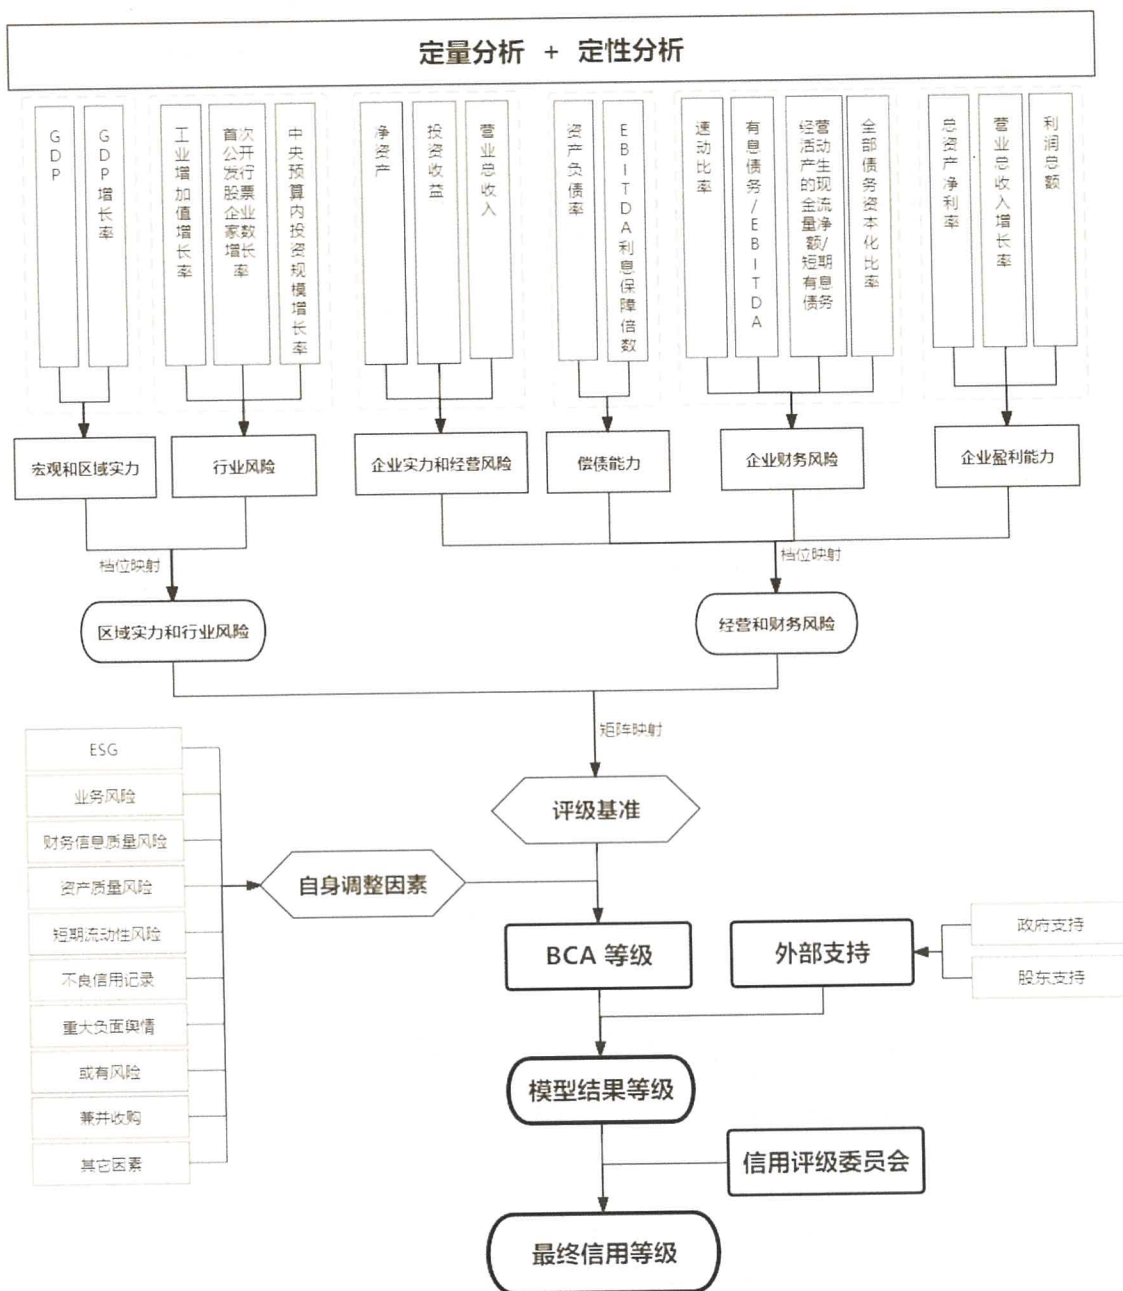 定量分析 + 定性分析
GDP
GDP增长率
工业增加值增长率
首次公开发行股票企业家数增长率
中央预算内投资规模增长率
净资产
投资收益
营业总收入
资产负债率
EBITDA利息保障倍数
速动比率
有息债务/EBITDA
经营活动产生的现金流量净额/短期有息债务
全部债务资本化比率
总资产净利率
营业总收入增长率
利润总额
宏观和区域实力
行业风险
企业实力和经营风险
偿债能力
企业财务风险
企业盈利能力
档位映射
档位映射
区域实力和行业风险
经营和财务风险
矩阵映射
ESG
业务风险
财务信息质量风险
资产质量风险
短期流动性风险
不良信用记录
重大负面舆情
或有风险
兼并收购
其它因素
自身调整因素
评级基准
BCA 等级
外部支持
政府支持
股东支持
模型结果等级
信用评级委员会
最终信用等级